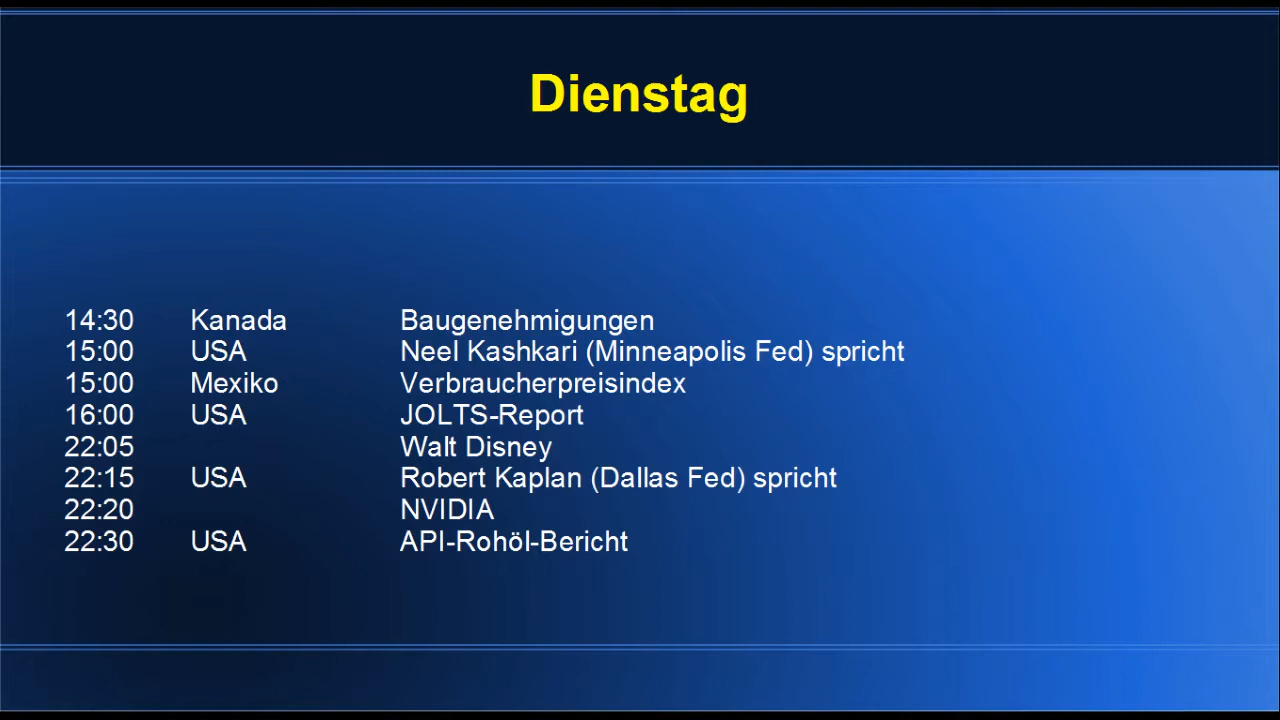 Dienstag
14:30 Kanada Baugenehmigungen
15:00 USA Neel Kashkari (Minneapolis Fed) spricht
15:00 Mexiko Verbraucherpreisindex
16:00 USA JOLTS-Report
22:05 Walt Disney
22:15 USA Robert Kaplan (Dallas Fed) spricht
22:20 NVIDIA
22:30 USA API-Rohöl-Bericht